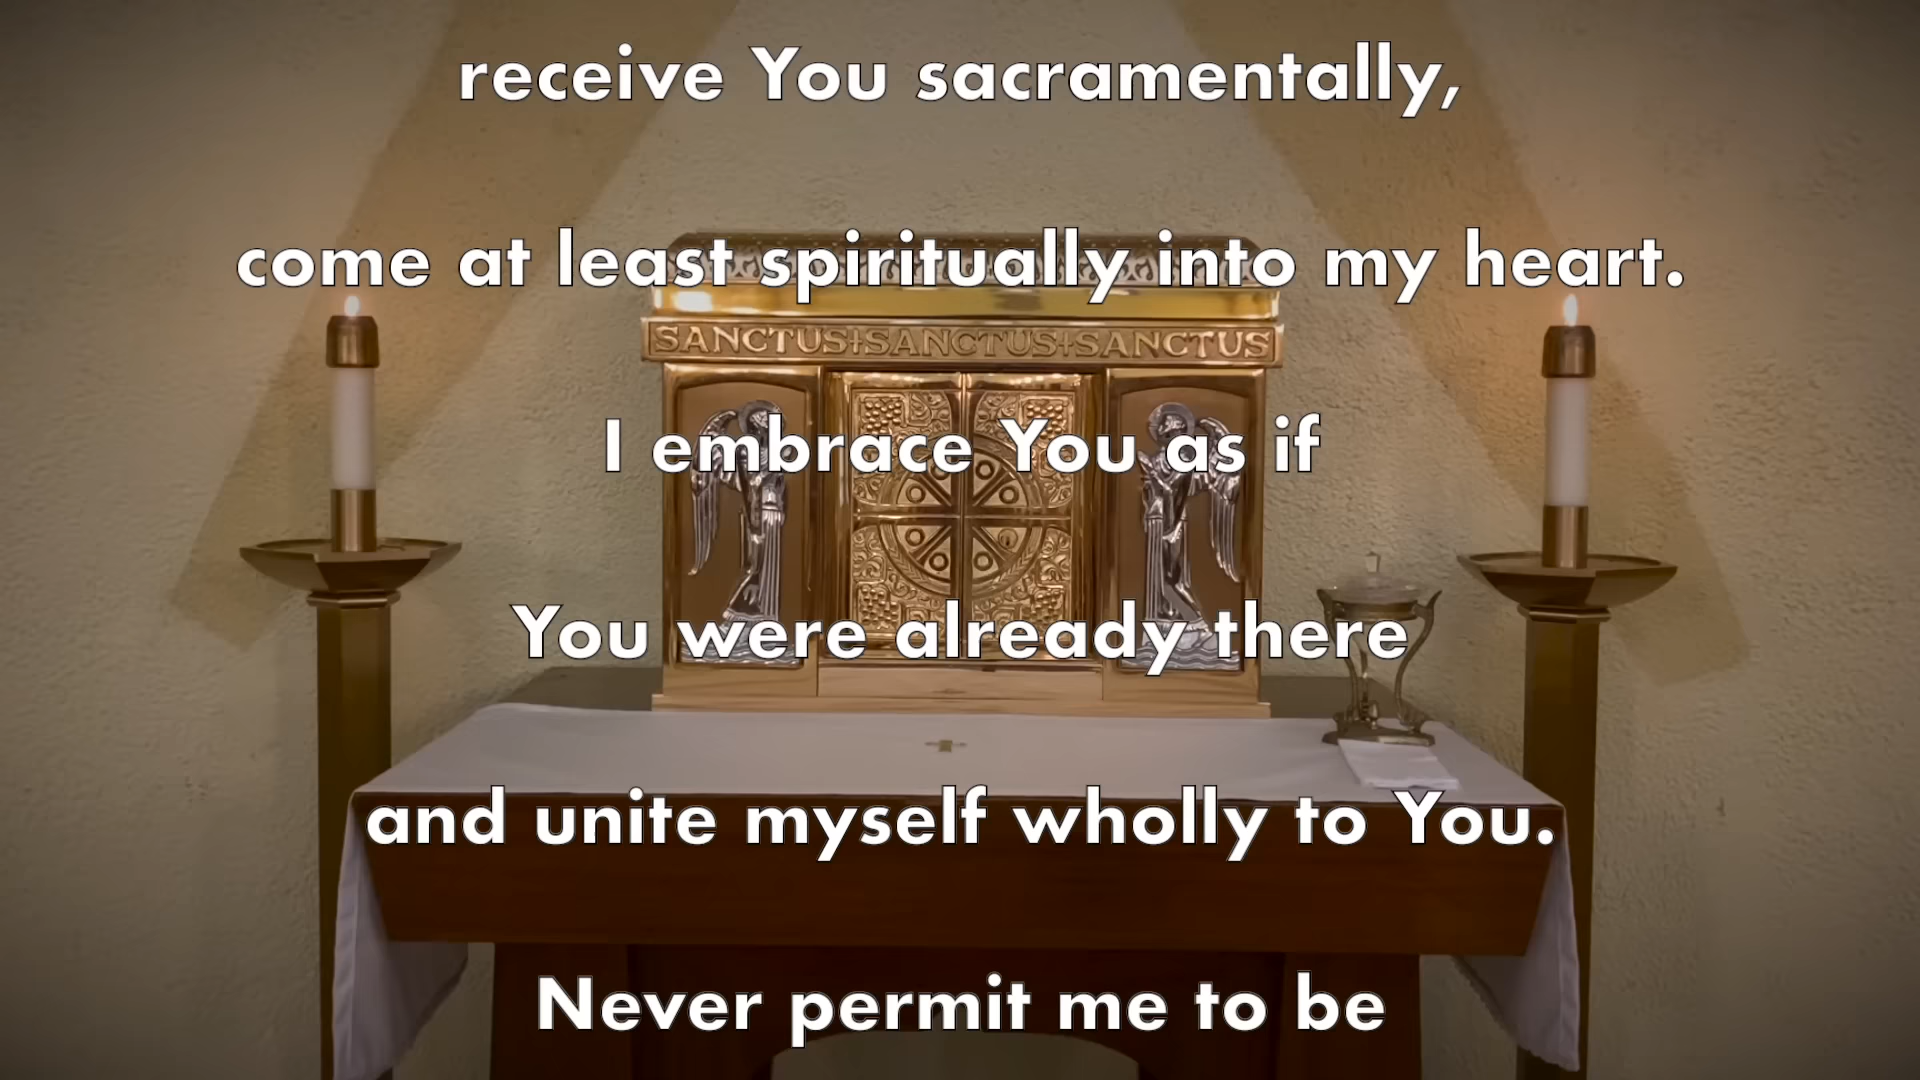 receive You sacramentally,
come at least spiritually into my heart.
SANCTUS+SANCTUS+SANCTUS
I embrace You as if
You were already there
and unite myself wholly to You.
Never permit me to be